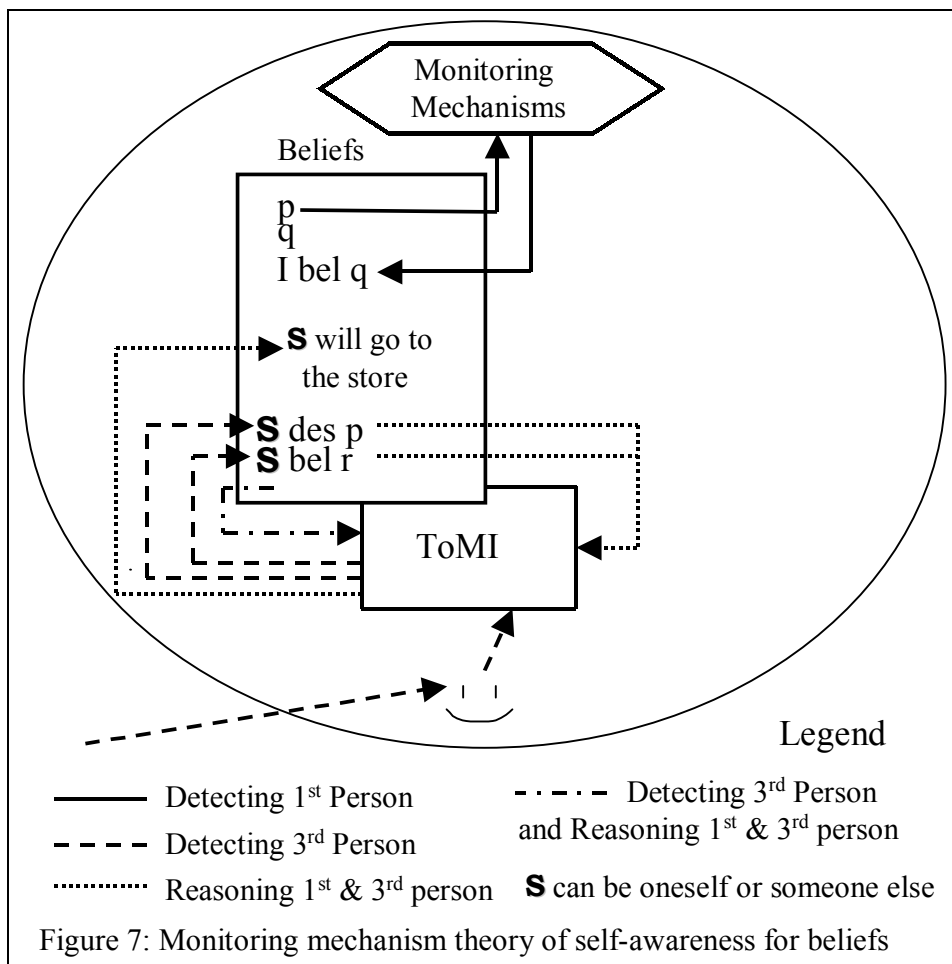 Monitoring
Mechanisms
Beliefs
p
q
I bel q
S will go to
the store
S des p
S bel r
ToMI
Legend
Detecting 1st Person
Detecting 3rd Person
Reasoning 1st & 3rd person
Detecting 3rd Person
and Reasoning 1st & 3rd person
S can be oneself or someone else
Figure 7: Monitoring mechanism theory of self-awareness for beliefs